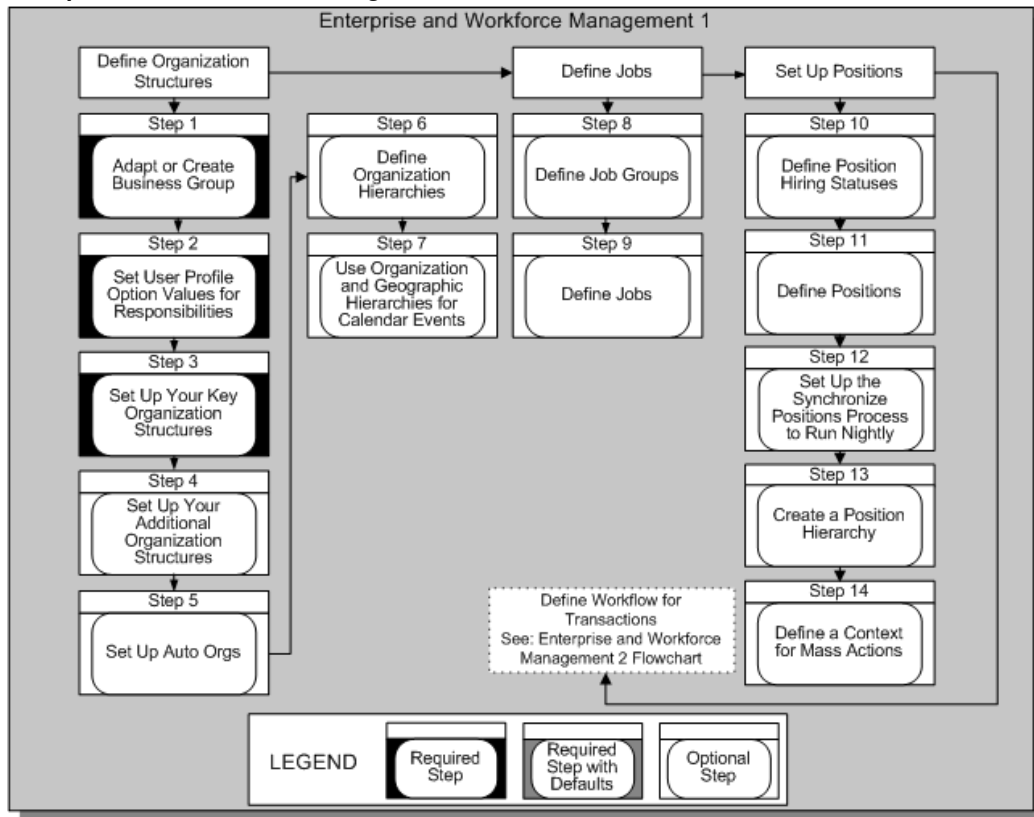 Enterprise and Workforce Management 1
Define Organization
Structures
Define Jobs
Set Up Positions
Step 1
Adapt or Create
Business Group
Step 2
Set User Profile
Option Values for
Responsibilities
Step 3
Set Up Your Key
Organization
Structures
Step 4
Set Up Your
Additional
Organization
Structures
Step 5
Set Up Auto Orgs
Step 6
Define
Organization
Hierarchies
Step 7
Use Organization
and Geographic
Hierarchies for
Calendar Events
Step 8
Define Job Groups
Step 9
Define Jobs
Step 10
Define Position
Hiring Statuses
Step 11
Define Positions
Step 12
Set Up the
Synchronize
Positions Process
to Run Nightly
Step 13
Create a Position
Hierarchy
Step 14
Define a Context
for Mass Actions
Define Workflow for
Transactions
See: Enterprise and Workforce
Management 2 Flowchart
LEGEND
Required
Step
Required
Step with
Defaults
Optional
Step